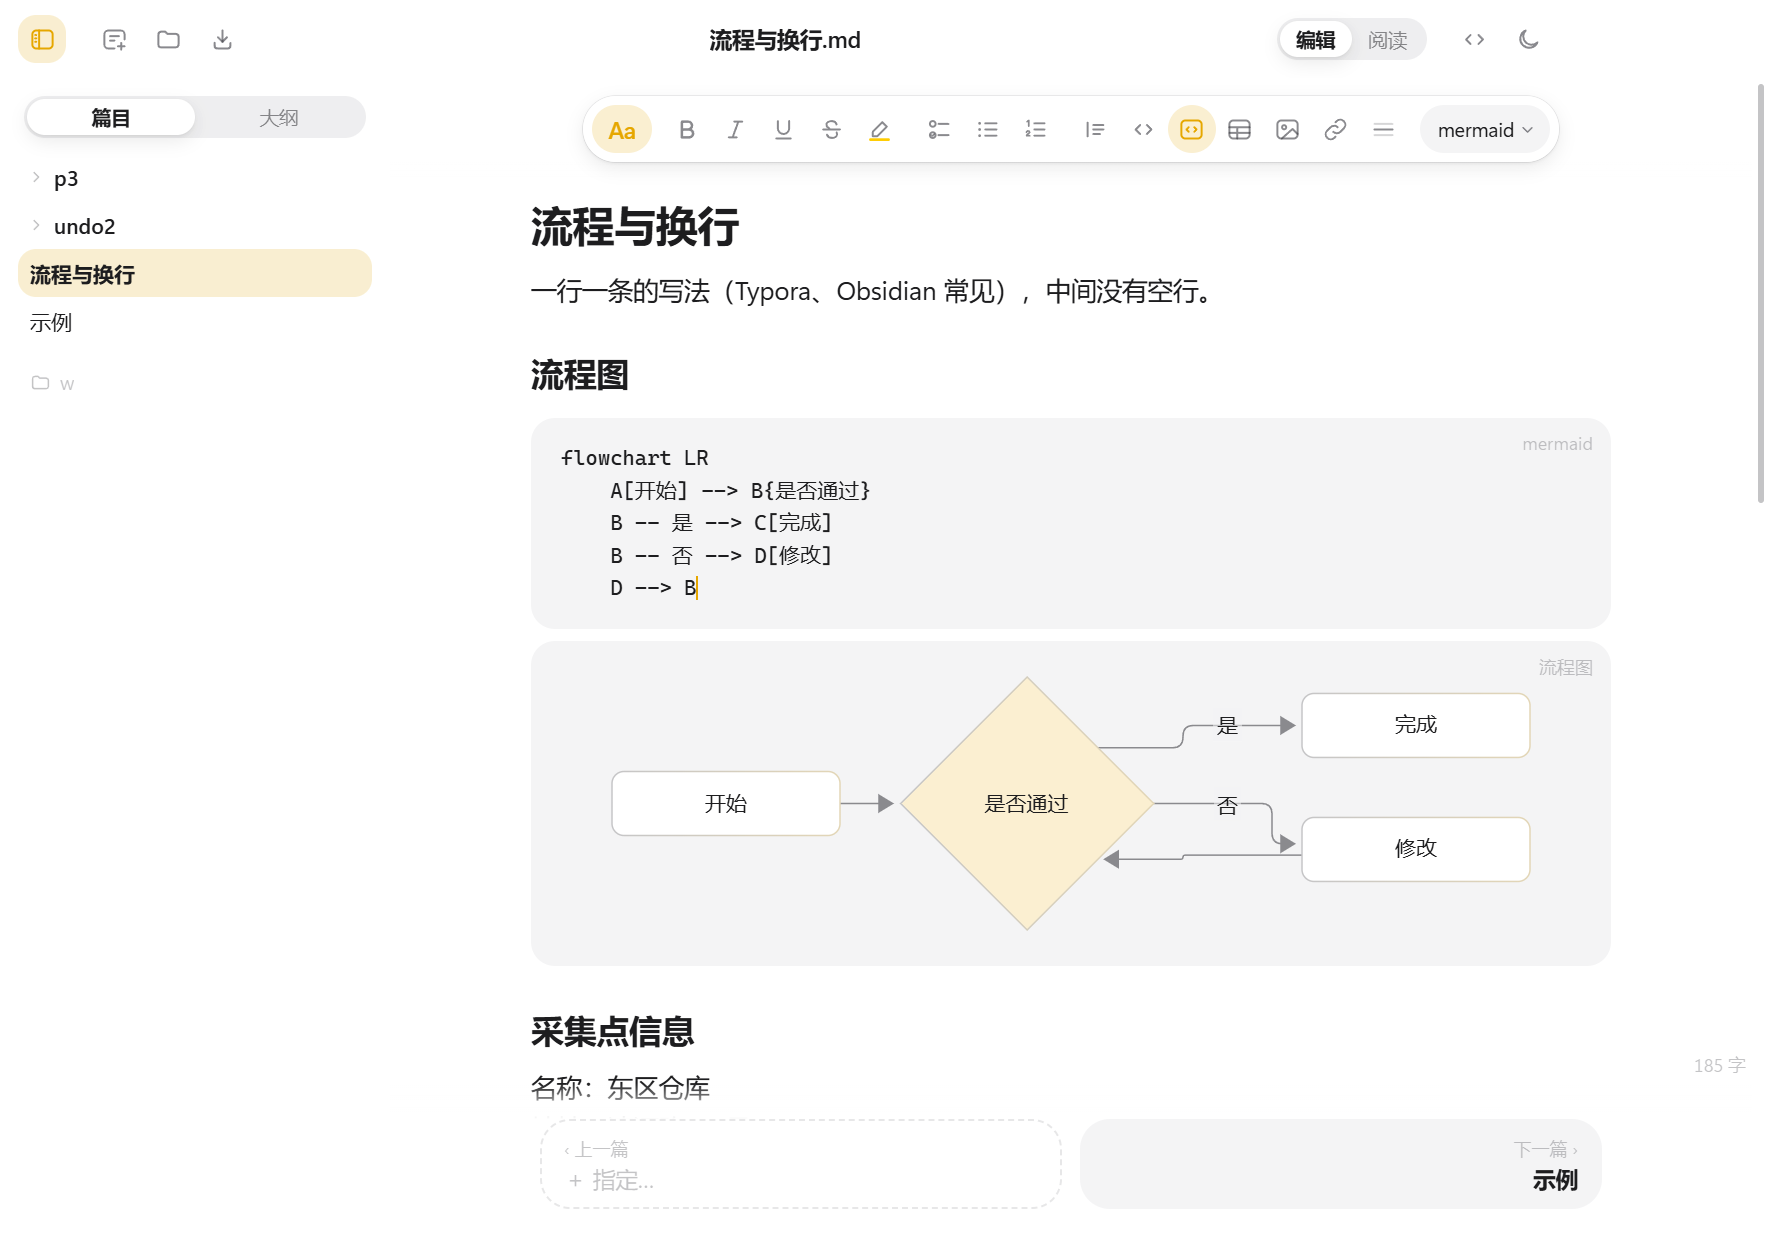 流程与换行.md
编辑
阅读
篇目
大纲
Aa
B
I
U
S
mermaid
p3
undo2
流程与换行
示例
w
流程与换行
一行一条的写法（Typora、Obsidian 常见），中间没有空行。
流程图
mermaid
flowchart LR
A[开始] --> B{是否通过}
B -- 是 --> C[完成]
B -- 否 --> D[修改]
D --> B
流程图
开始
是否通过
是
完成
否
修改
采集点信息
名称：东区仓库
185 字
‹ 上一篇
+ 指定...
下一篇 ›
示例